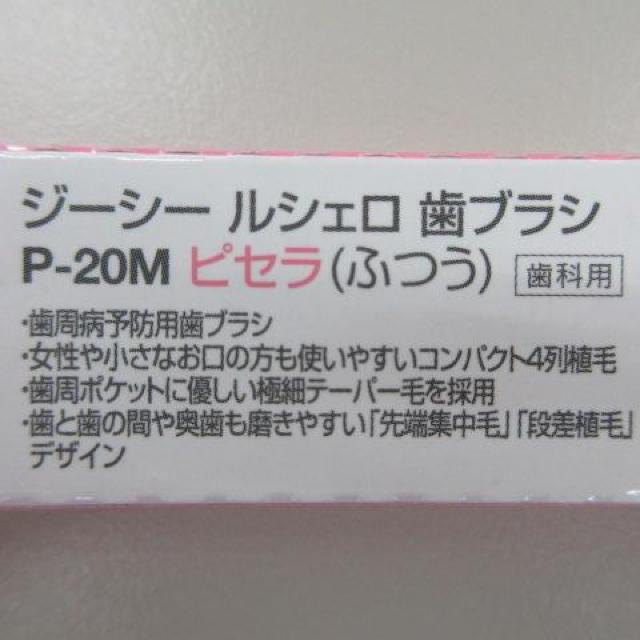 ジーシー ルシェロ 歯ブラシ
P-20M ピセラ(ふつう) 歯科用
・歯周病予防用歯ブラシ
・女性や小さなお口の方も使いやすいコンパクト4列植毛
・歯周ポケットに優しい極細テーパー毛を採用
・歯と歯の間や奥歯も磨きやすい「先端集中毛」「段差植毛」
デザイン